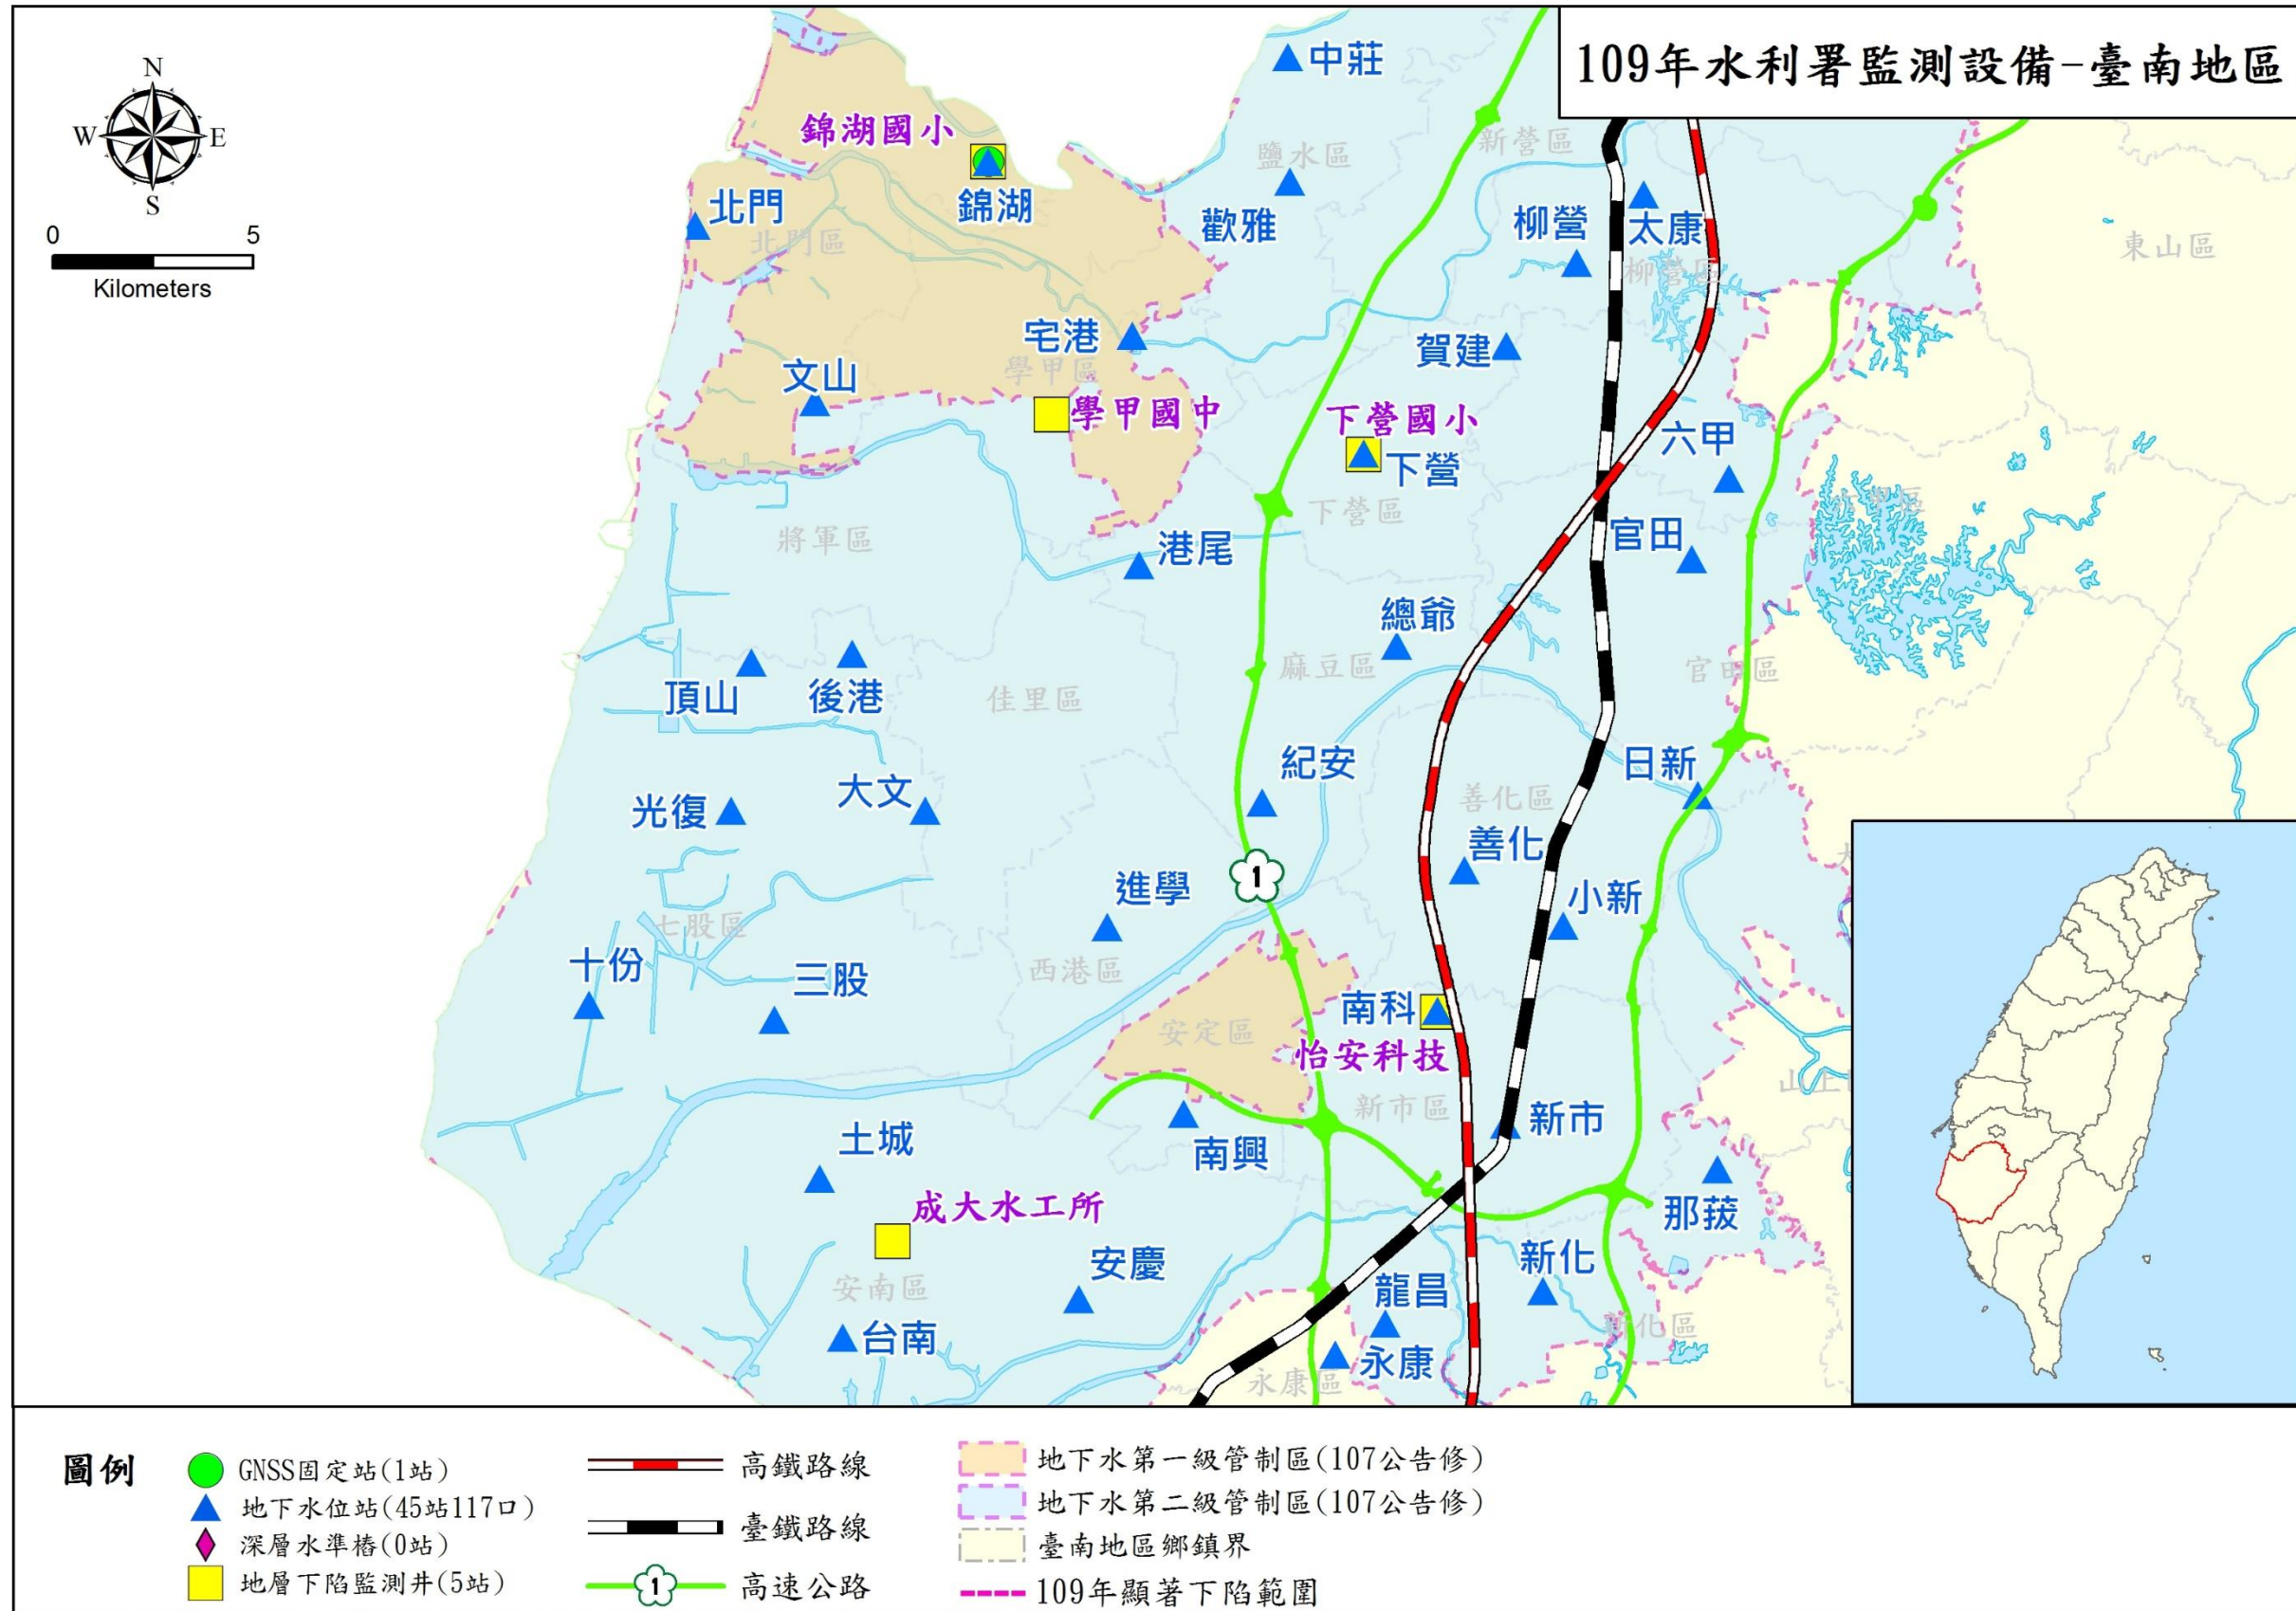 109年水利署監測設備-臺南地區
N
W
E
S
0
5
Kilometers
中莊
錦湖國小
錦湖
鹽水區
新營區
歡雅
北門
北門區
柳營
太康
柳營區
東山區
宅港
學甲區
文山
賀建
學甲國中
下營國小
下營
下營區
六甲
官田
將軍區
港尾
總爺
麻豆區
官田區
頂山
後港
佳里區
紀安
日新
光復
大文
善化區
善化
1
進學
小新
七股區
十份
三股
西港區
安定區
南科
怡安科技
新市區
新市
南興
土城
成大水工所
那菝
安慶
安南區
台南
龍昌
永康
永康區
新化
新化區
圖例
GNSS固定站(1站)
地下水位站(45站117口)
深層水準樁(0站)
地層下陷監測井(5站)
高鐵路線
臺鐵路線
1
高速公路
地下水第一級管制區(107公告修)
地下水第二級管制區(107公告修)
臺南地區鄉鎮界
109年顯著下陷範圍